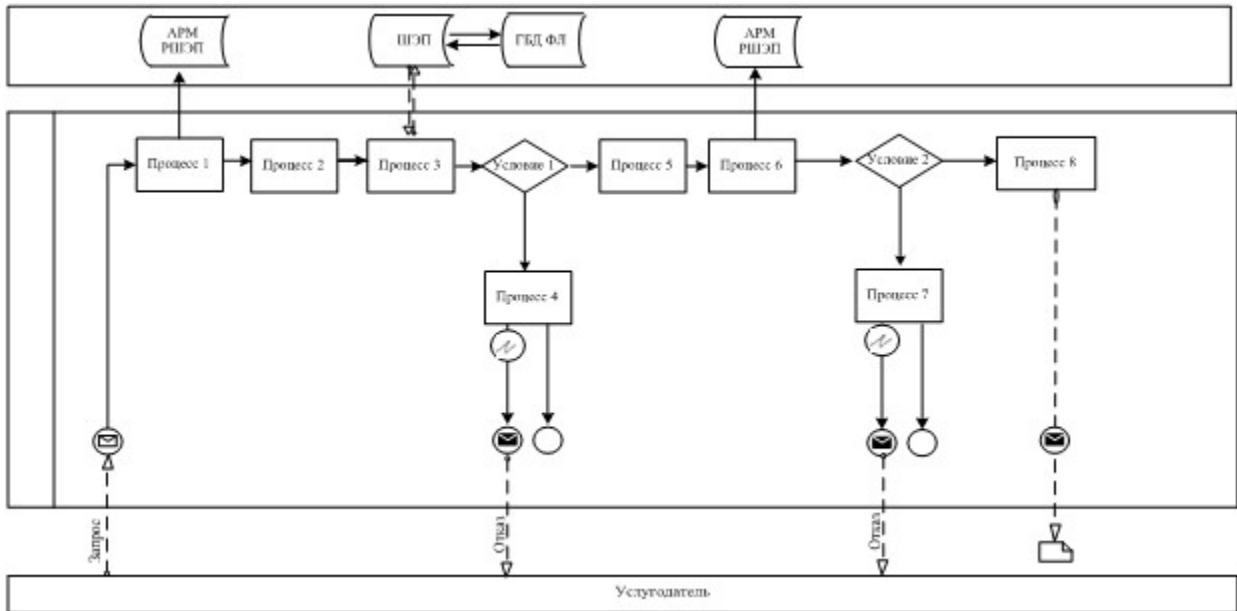 АРМ
РШЭП
ШЭП
ГБД ФЛ
АРМ
РШЭП
Процесс 1
Процесс 2
Процесс 3
Условие 1
Процесс 5
Процесс 6
Условие 2
Процесс 8
Процесс 4
Процесс 7
Запрос
Отказ
Отказ
Услугодатель